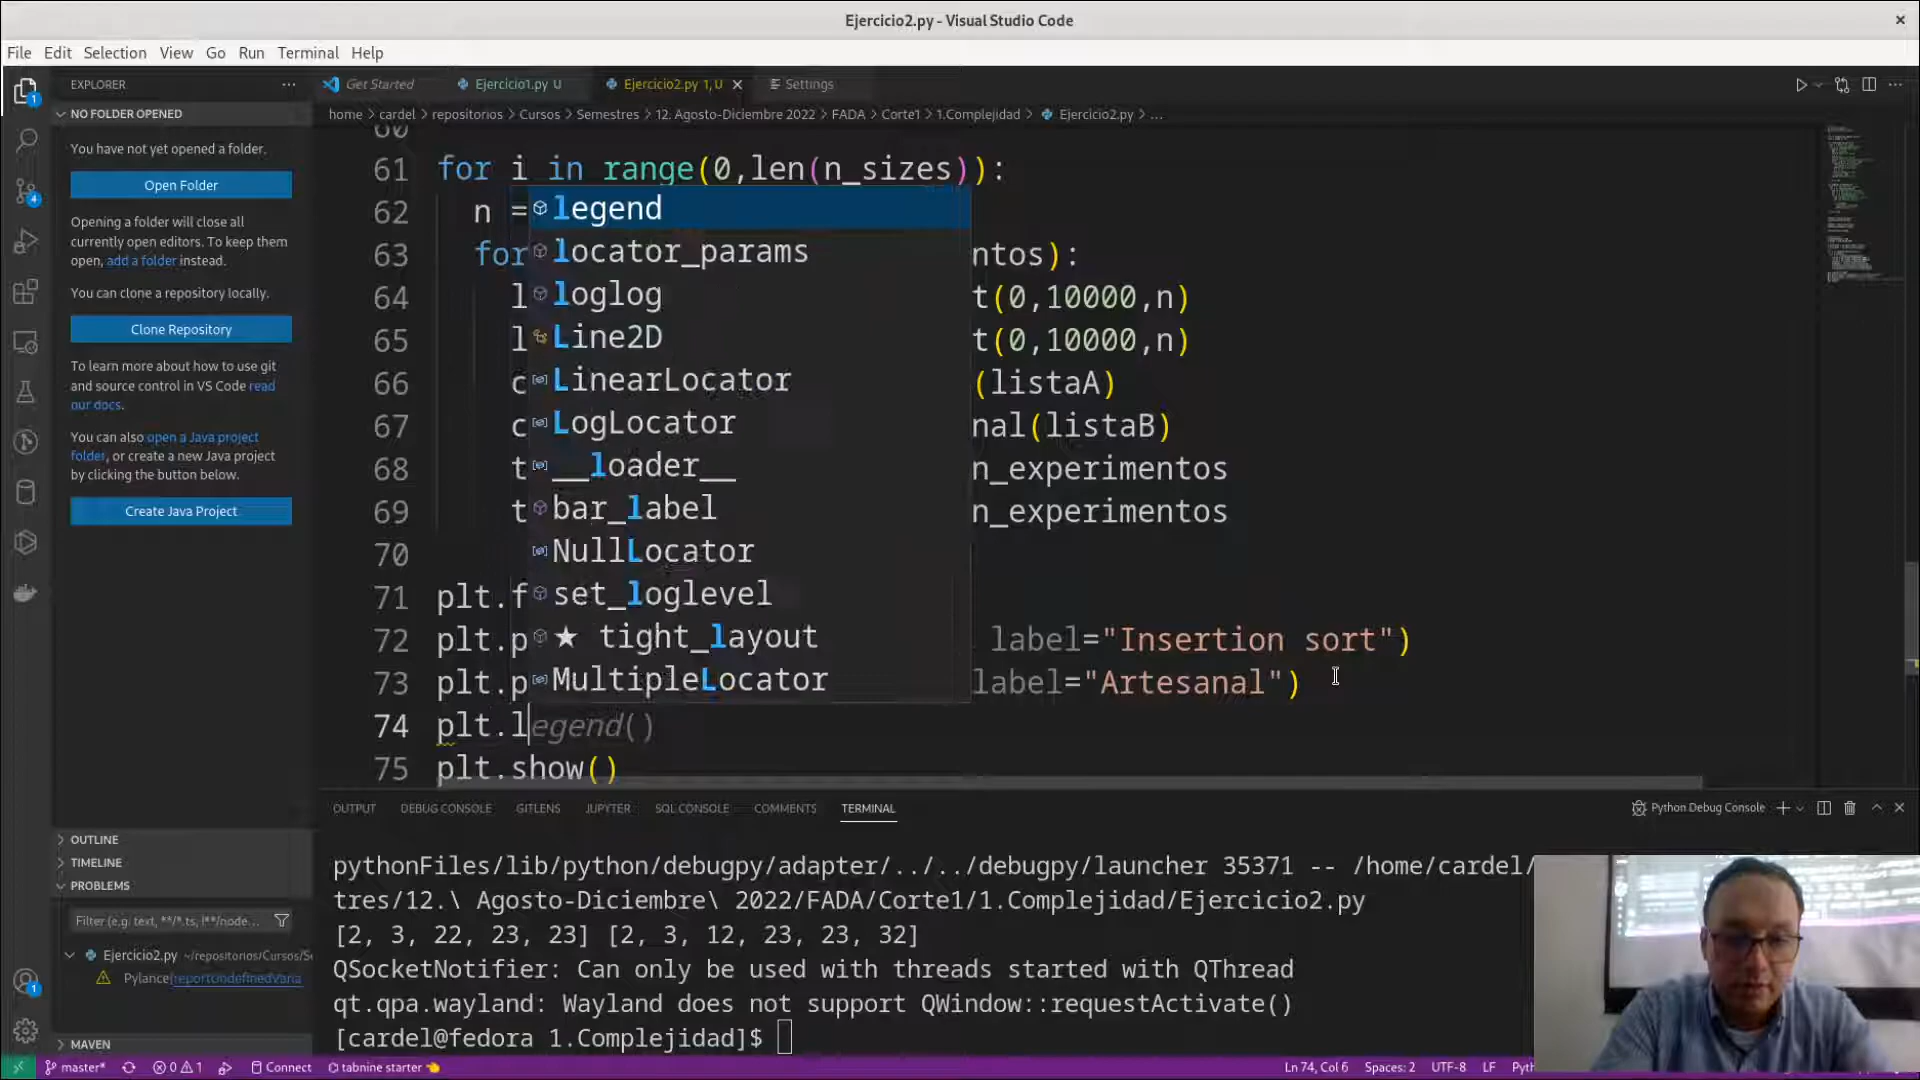 Ejercicio2.py - Visual Studio Code
File Edit Selection View Go Run Terminal Help
EXPLORER
Get Started
Ejercicio1.py U
Ejercicio2.py 1, U
Settings
NO FOLDER OPENED
home > cardel > repositorios > Cursos > Semestres > 12. Agosto-Diciembre 2022 > FADA > Corte1 > 1.Complejidad > Ejercicio2.py > ...
You have not yet opened a folder.
Open Folder
Opening a folder will close all
currently open editors. To keep them
open, add a folder instead.
You can clone a repository locally.
Clone Repository
To learn more about how to use git
and source control in VS Code read
our docs.
You can also open a Java project
folder, or create a new Java project
by clicking the button below.
Create Java Project
60
61 for i in range(0,len(n_sizes)):
62 n =
63 for ntos):
64 l t(0,10000,n)
65 l t(0,10000,n)
66 c (listaA)
67 c nal(listaB)
68 t n_experimentos
69 t n_experimentos
70
71 plt.f
72 plt.p label="Insertion sort")
73 plt.p label="Artesanal")
74 plt.legend()
75 plt.show()
legend
locator_params
loglog
Line2D
LinearLocator
LogLocator
__loader__
bar_label
NullLocator
set_loglevel
★ tight_layout
MultipleLocator
OUTPUT DEBUG CONSOLE GITLENS JUPYTER SQL CONSOLE COMMENTS TERMINAL
Python Debug Console
OUTLINE
TIMELINE
PROBLEMS
Filter (e.g. text, **/*.ts, !**/node...
Ejercicio2.py ~/repositorios/Cursos/S
Pylance(reportUndefinedVaria
MAVEN
pythonFiles/lib/python/debugpy/adapter/../../debugpy/launcher 35371 -- /home/cardel/
tres/12.\ Agosto-Diciembre\ 2022/FADA/Corte1/1.Complejidad/Ejercicio2.py
[2, 3, 22, 23, 23] [2, 3, 12, 23, 23, 32]
QSocketNotifier: Can only be used with threads started with QThread
qt.qpa.wayland: Wayland does not support QWindow::requestActivate()
[cardel@fedora 1.Complejidad]$
master* 0 1 Connect tabnine starter
Ln 74, Col 6 Spaces: 2 UTF-8 LF Pyth